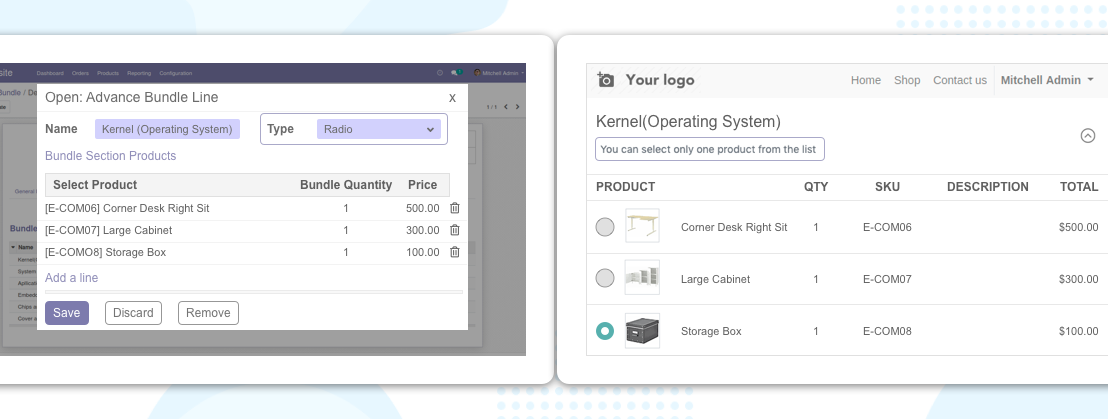 site Dashboard Orders Products Reporting Configuration Mitchell Admin
Bundle / De
1 / 1
Open: Advance Bundle Line x
Name Kernel (Operating System) Type Radio
Bundle Section Products
Select Product Bundle Quantity Price
[E-COM06] Corner Desk Right Sit 1 500.00
[E-COM07] Large Cabinet 1 300.00
[E-COMO8] Storage Box 1 100.00
Add a line
Save Discard Remove
General
Bundle
Name
Kernel(
System
Aplicati
Embedd
Chips a
Cover a
Your logo Home Shop Contact us Mitchell Admin
Kernel(Operating System)
You can select only one product from the list
PRODUCT QTY SKU DESCRIPTION TOTAL
Corner Desk Right Sit 1 E-COM06 $500.00
Large Cabinet 1 E-COM07 $300.00
Storage Box 1 E-COM08 $100.00